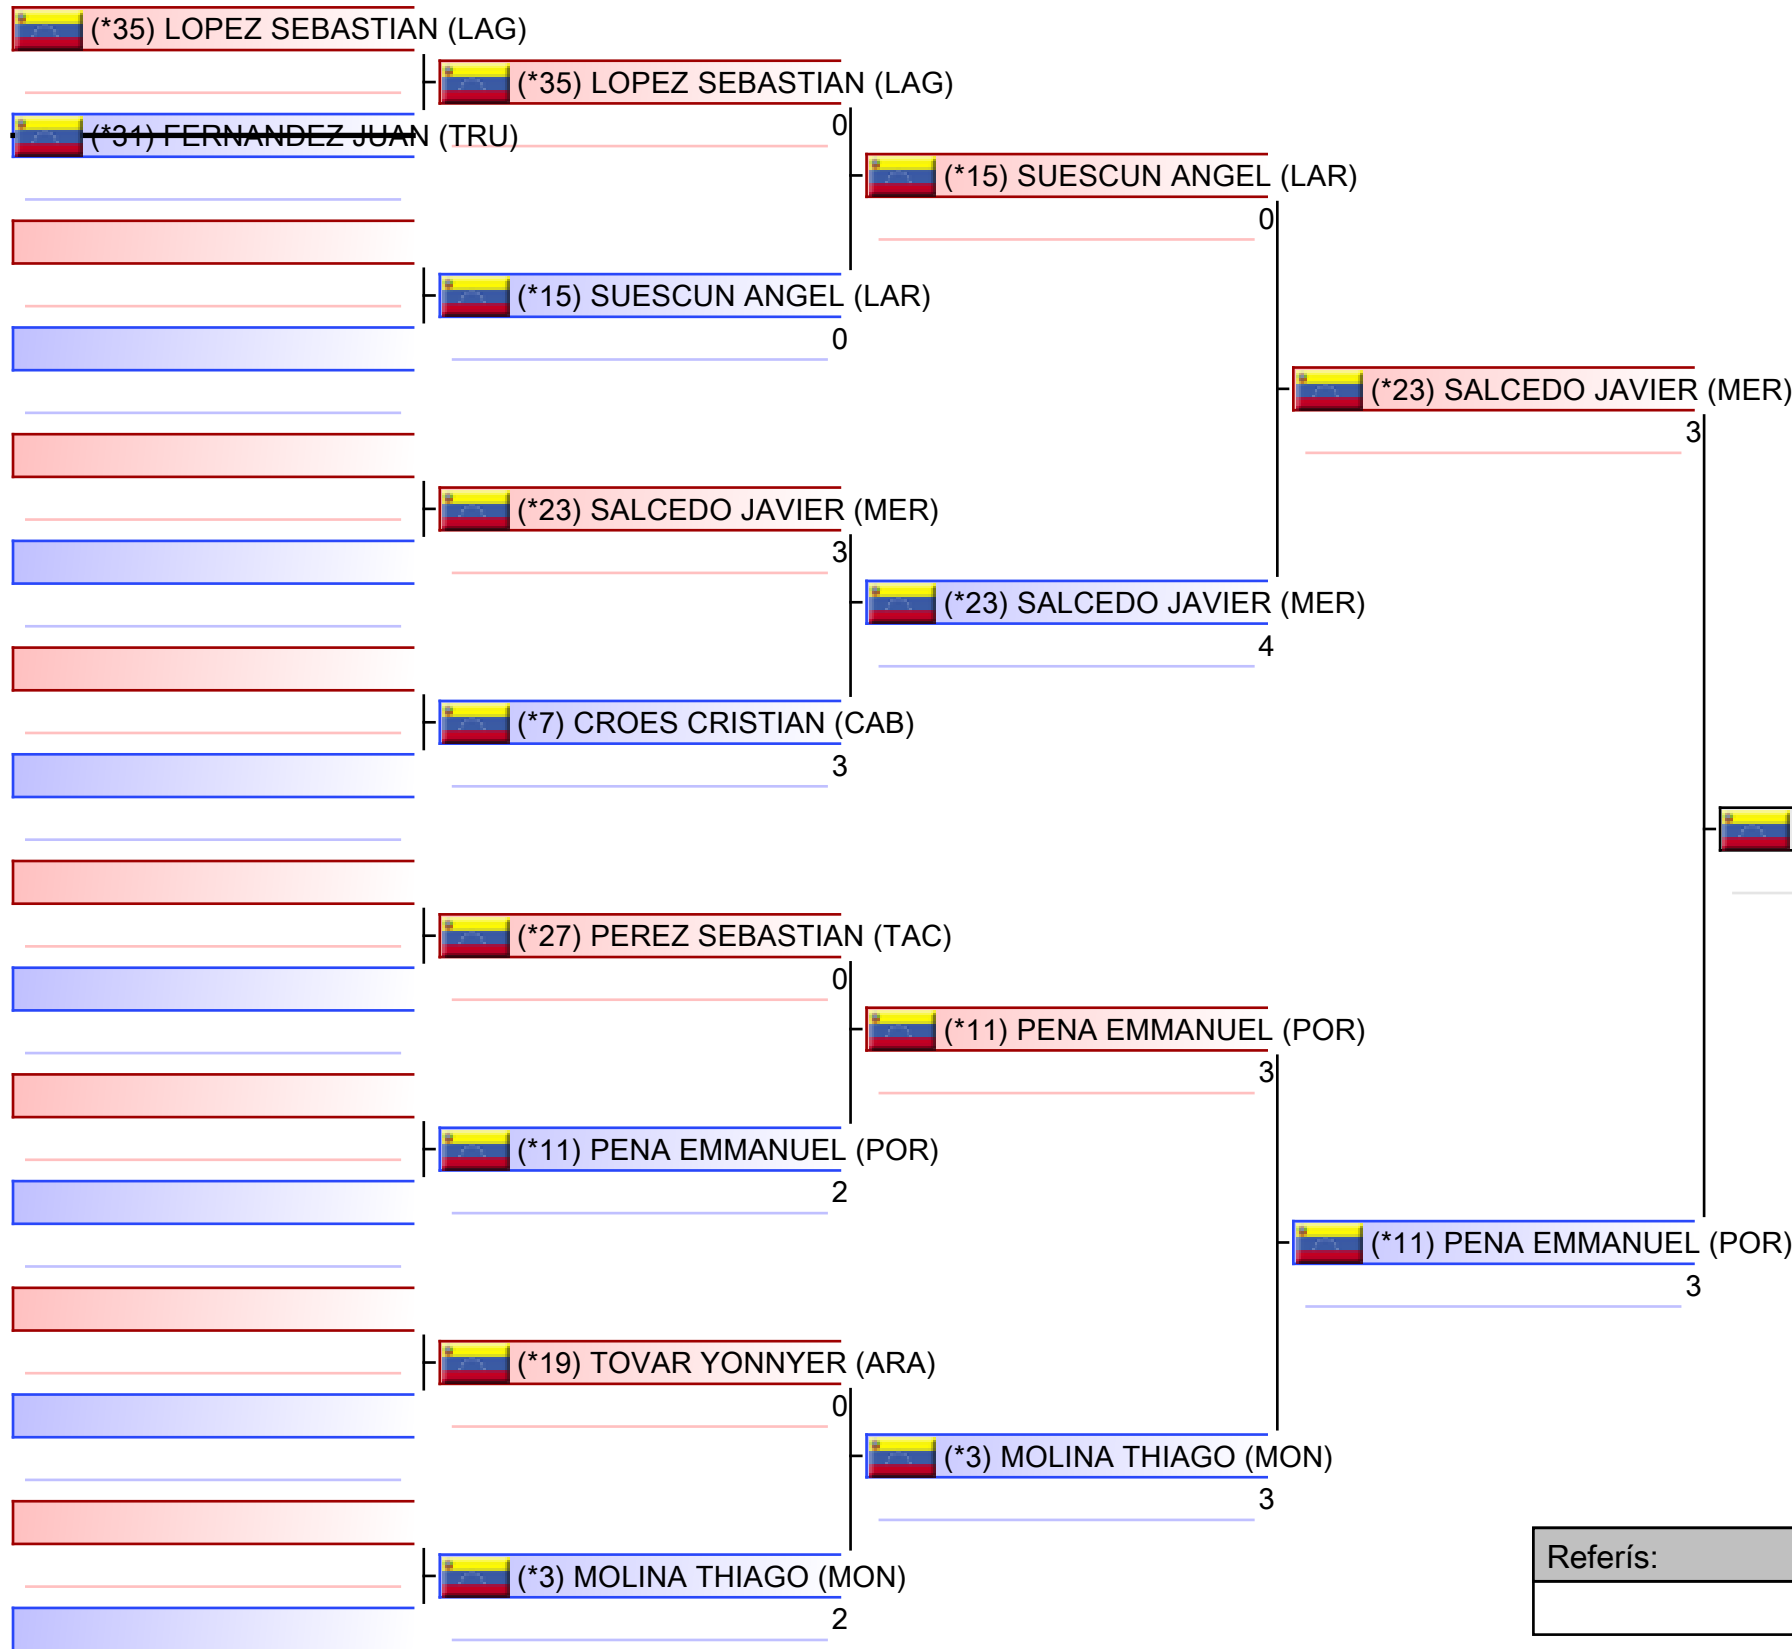 (*35) LOPEZ SEBASTIAN (LAG)
(*35) LOPEZ SEBASTIAN (LAG)
0
(*31) FERNANDEZ JUAN (TRU)
(*15) SUESCUN ANGEL (LAR)
0
(*15) SUESCUN ANGEL (LAR)
0
(*23) SALCEDO JAVIER (MER)
3
(*23) SALCEDO JAVIER (MER)
3
(*23) SALCEDO JAVIER (MER)
4
(*7) CROES CRISTIAN (CAB)
3
(*27) PEREZ SEBASTIAN (TAC)
0
(*11) PENA EMMANUEL (POR)
3
(*11) PENA EMMANUEL (POR)
2
(*11) PENA EMMANUEL (POR)
3
(*19) TOVAR YONNYER (ARA)
0
(*3) MOLINA THIAGO (MON)
3
(*3) MOLINA THIAGO (MON)
2
Referís: